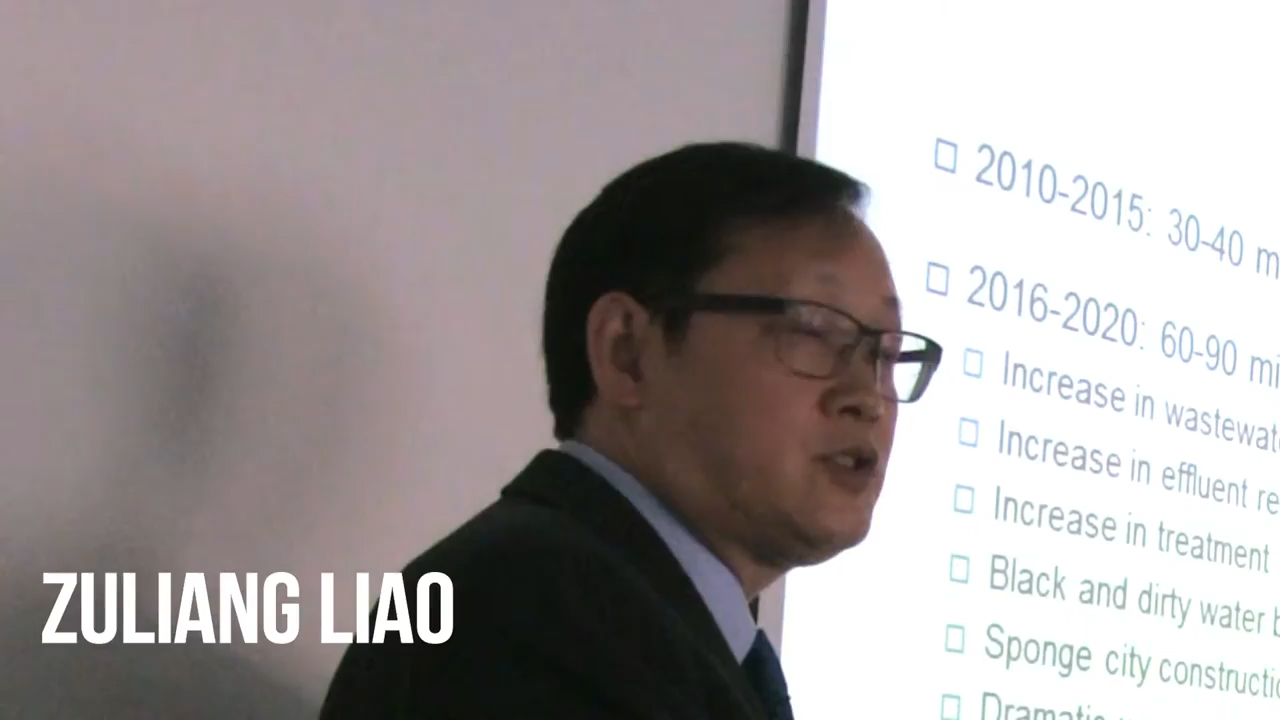 2010-2015: 30-40
2016-2020: 60-90
Increase in
Increase in effluent
Increase in treatment
Black and dirty water
Sponge city
ZULIANG LIAO